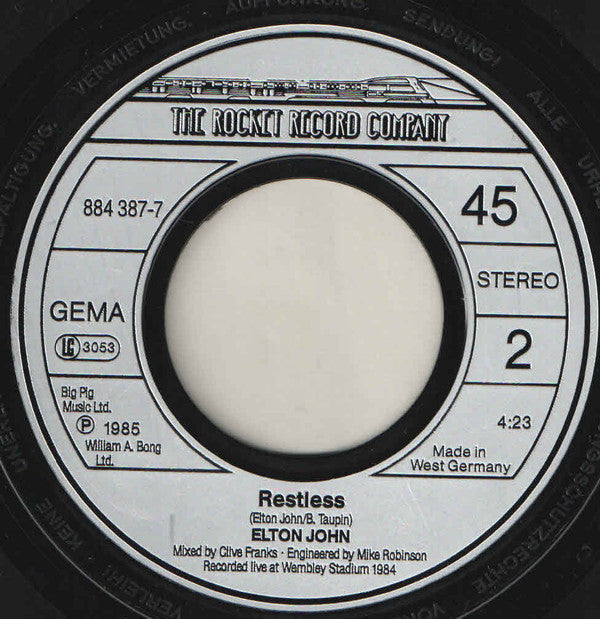 VERMIETUNG. AUFFÜHRUNG. SENDUNG! ALLE
THE ROCKET RECORD COMPANY
884 387-7
45
STEREO
GEMA
LC 3053
2
Big Pig
Music Ltd.
℗ 1985
William A. Bong
Ltd.
4:23
Made in
West Germany
Restless
(Elton John/B. Taupin)
ELTON JOHN
Mixed by Clive Franks · Engineered by Mike Robinson
Recorded live at Wembley Stadium 1984
KEINE
VERLEIH!